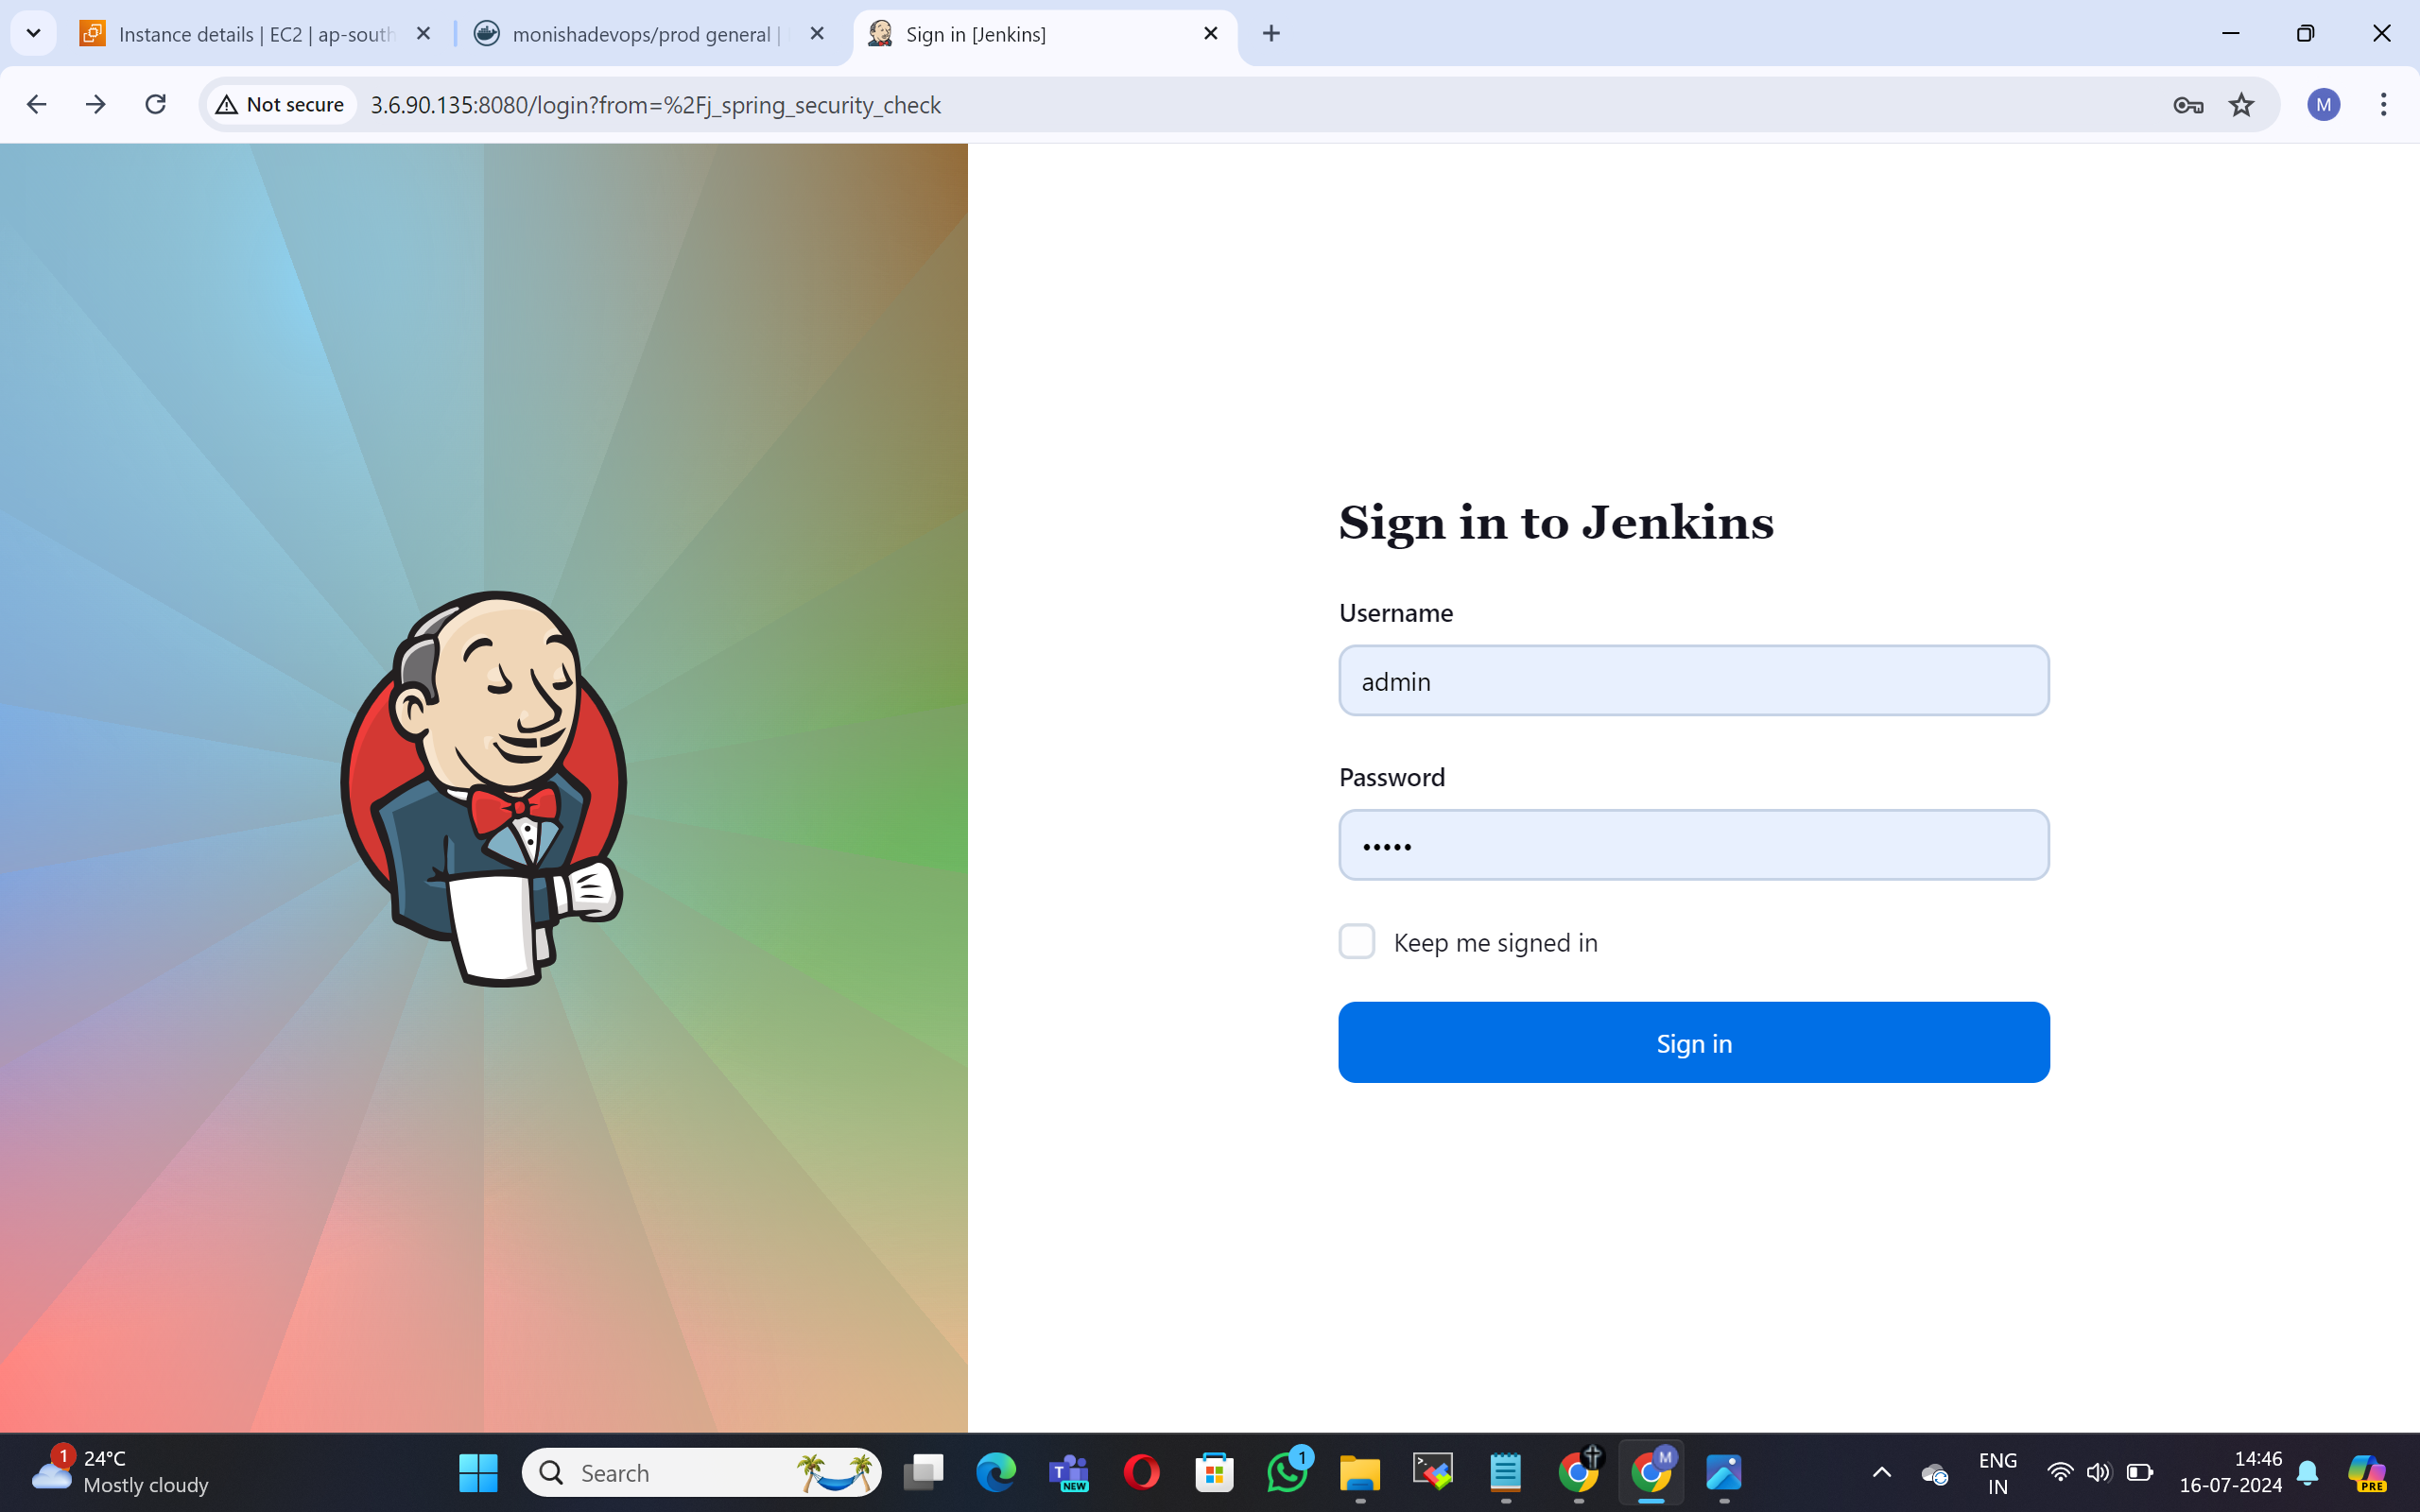 Instance details | EC2 | ap-south
monishadevops/prod general |
Sign in [Jenkins]
Not secure
3.6.90.135:8080/login?from=%2Fj_spring_security_check
M
Sign in to Jenkins
Username
admin
Password
•••••
Keep me signed in
Sign in
1
24°C
Mostly cloudy
Search
T
NEW
1
M
ENG
IN
14:46
16-07-2024
PRE